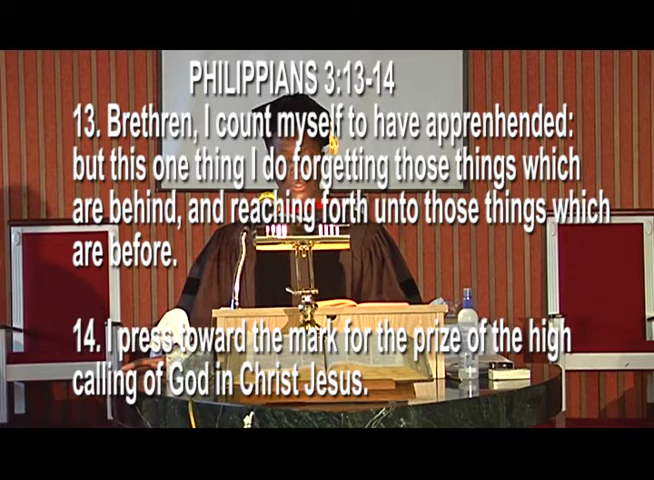 PHILIPPIANS 3:13-14
13. Brethren, I count myself to have apprenhended:
but this one thing I do forgetting those things which
are behind, and reaching forth unto those things which
are before.
14. I press toward the mark for the prize of the high
calling of God in Christ Jesus.